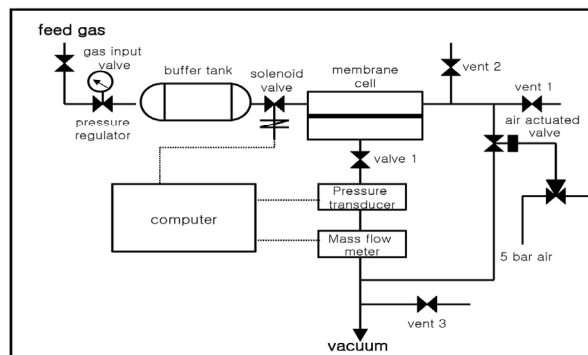 feed gas
gas input
valve
pressure
regulator
buffer tank
solenoid
valve
membrane
cell
vent 2
vent 1
air actuated
valve
valve 1
Pressure
transducer
computer
Mass flow
meter
5 bar air
vent 3
vacuum